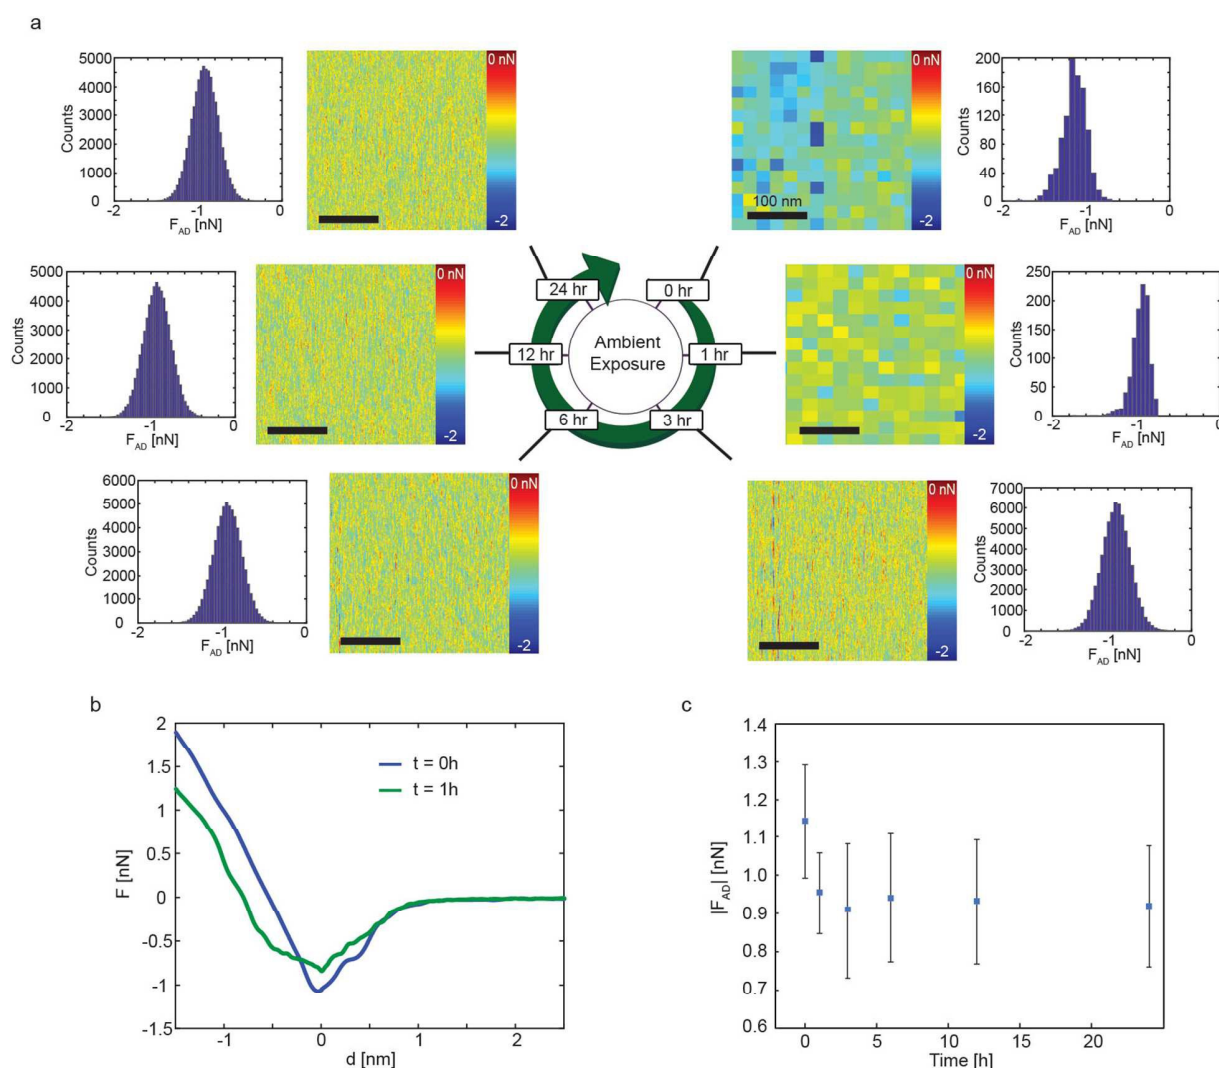 a
5000
4000
3000
2000
1000
0
Counts
-2
-1
0
F_AD [nN]
0 nN
-2
0 nN
-2
100 nm
200
160
120
80
40
0
Counts
-2
-1
0
F_AD [nN]
5000
4000
3000
2000
1000
0
Counts
-2
-1
0
F_AD [nN]
0 nN
-2
24 hr
0 hr
12 hr
Ambient
Exposure
1 hr
6 hr
3 hr
0 nN
-2
250
200
150
100
50
0
Counts
-2
-1
0
F_AD [nN]
6000
5000
4000
3000
2000
1000
0
Counts
-2
-1
0
F_AD [nN]
0 nN
-2
0 nN
-2
7000
6000
5000
4000
3000
2000
1000
0
Counts
-2
-1
0
F_AD [nN]
b
2
1.5
1
0.5
0
-0.5
-1
-1.5
F [nN]
t = 0h
t = 1h
-1
0
1
2
d [nm]
c
1.4
1.3
1.2
1.1
1.0
0.9
0.8
0.7
0.6
|F_AD| [nN]
0
5
10
15
20
Time [h]